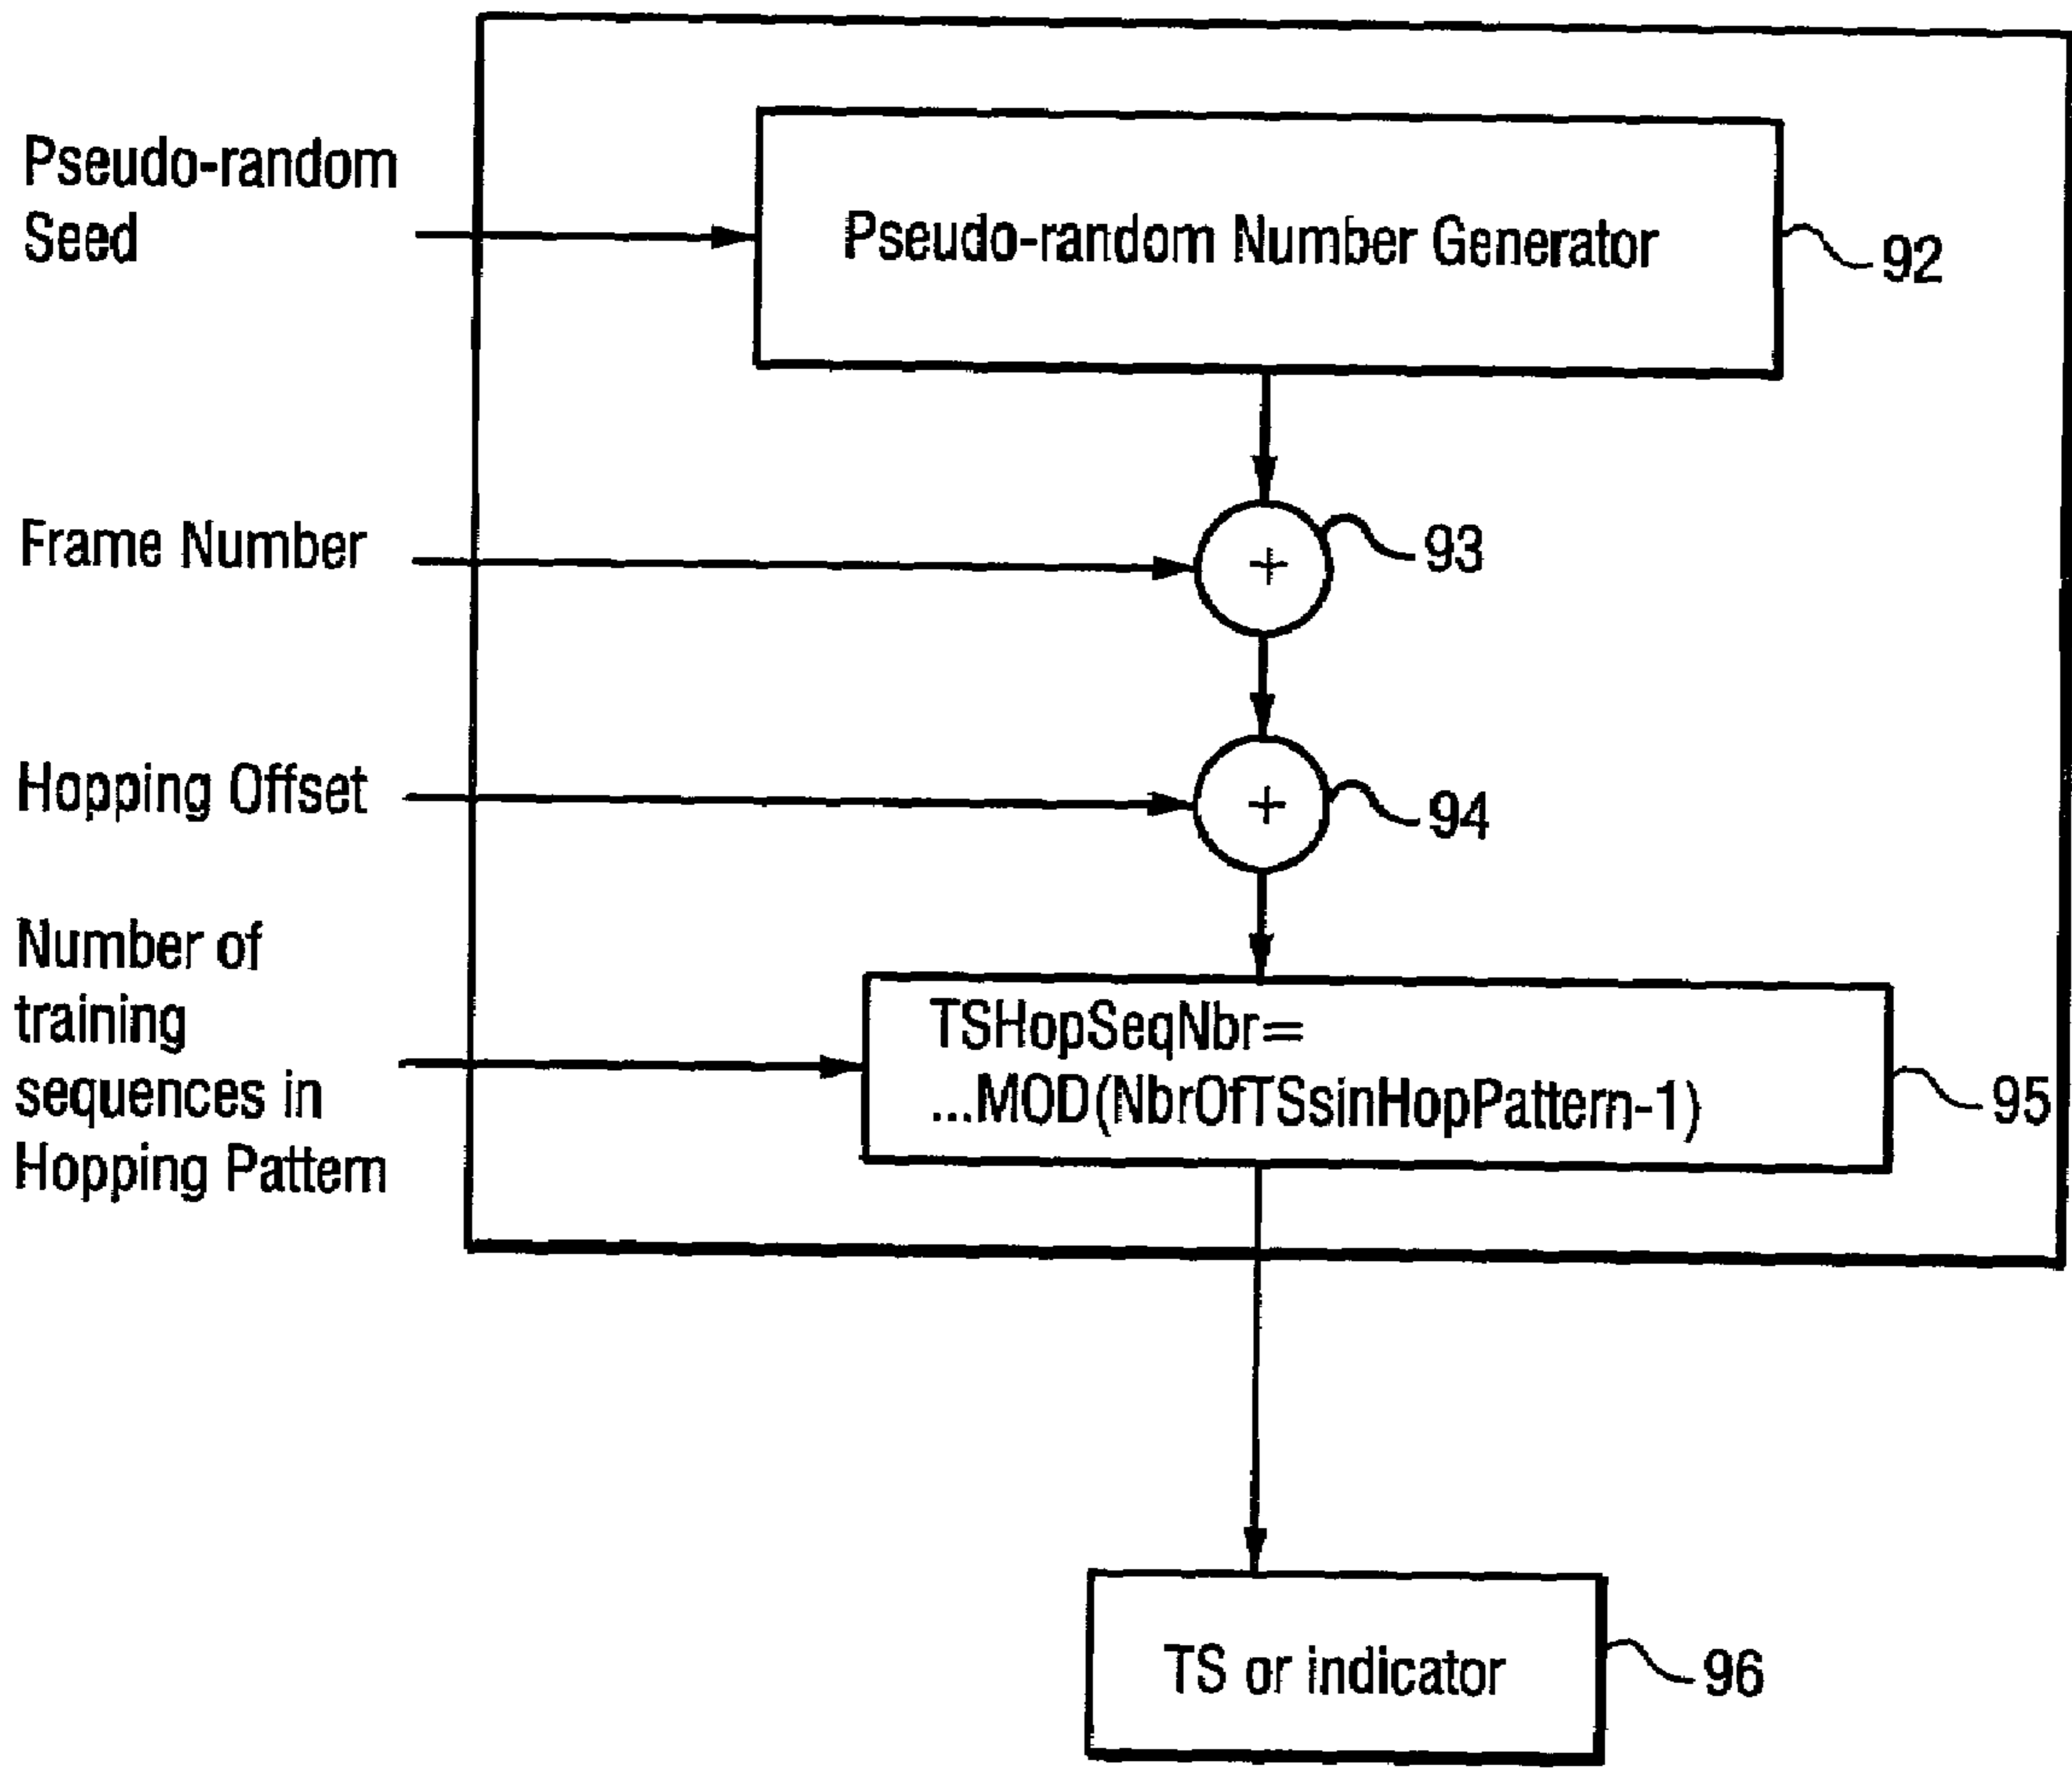 Pseudo-random
Seed
Pseudo-random Number Generator
92
Frame Number
+
93
Hopping Offset
+
94
Number of
training
sequences in
Hopping Pattern
TSHopSeqNbr=
...MOD(NbrOfTSsinHopPattern-1)
95
TS or indicator
96